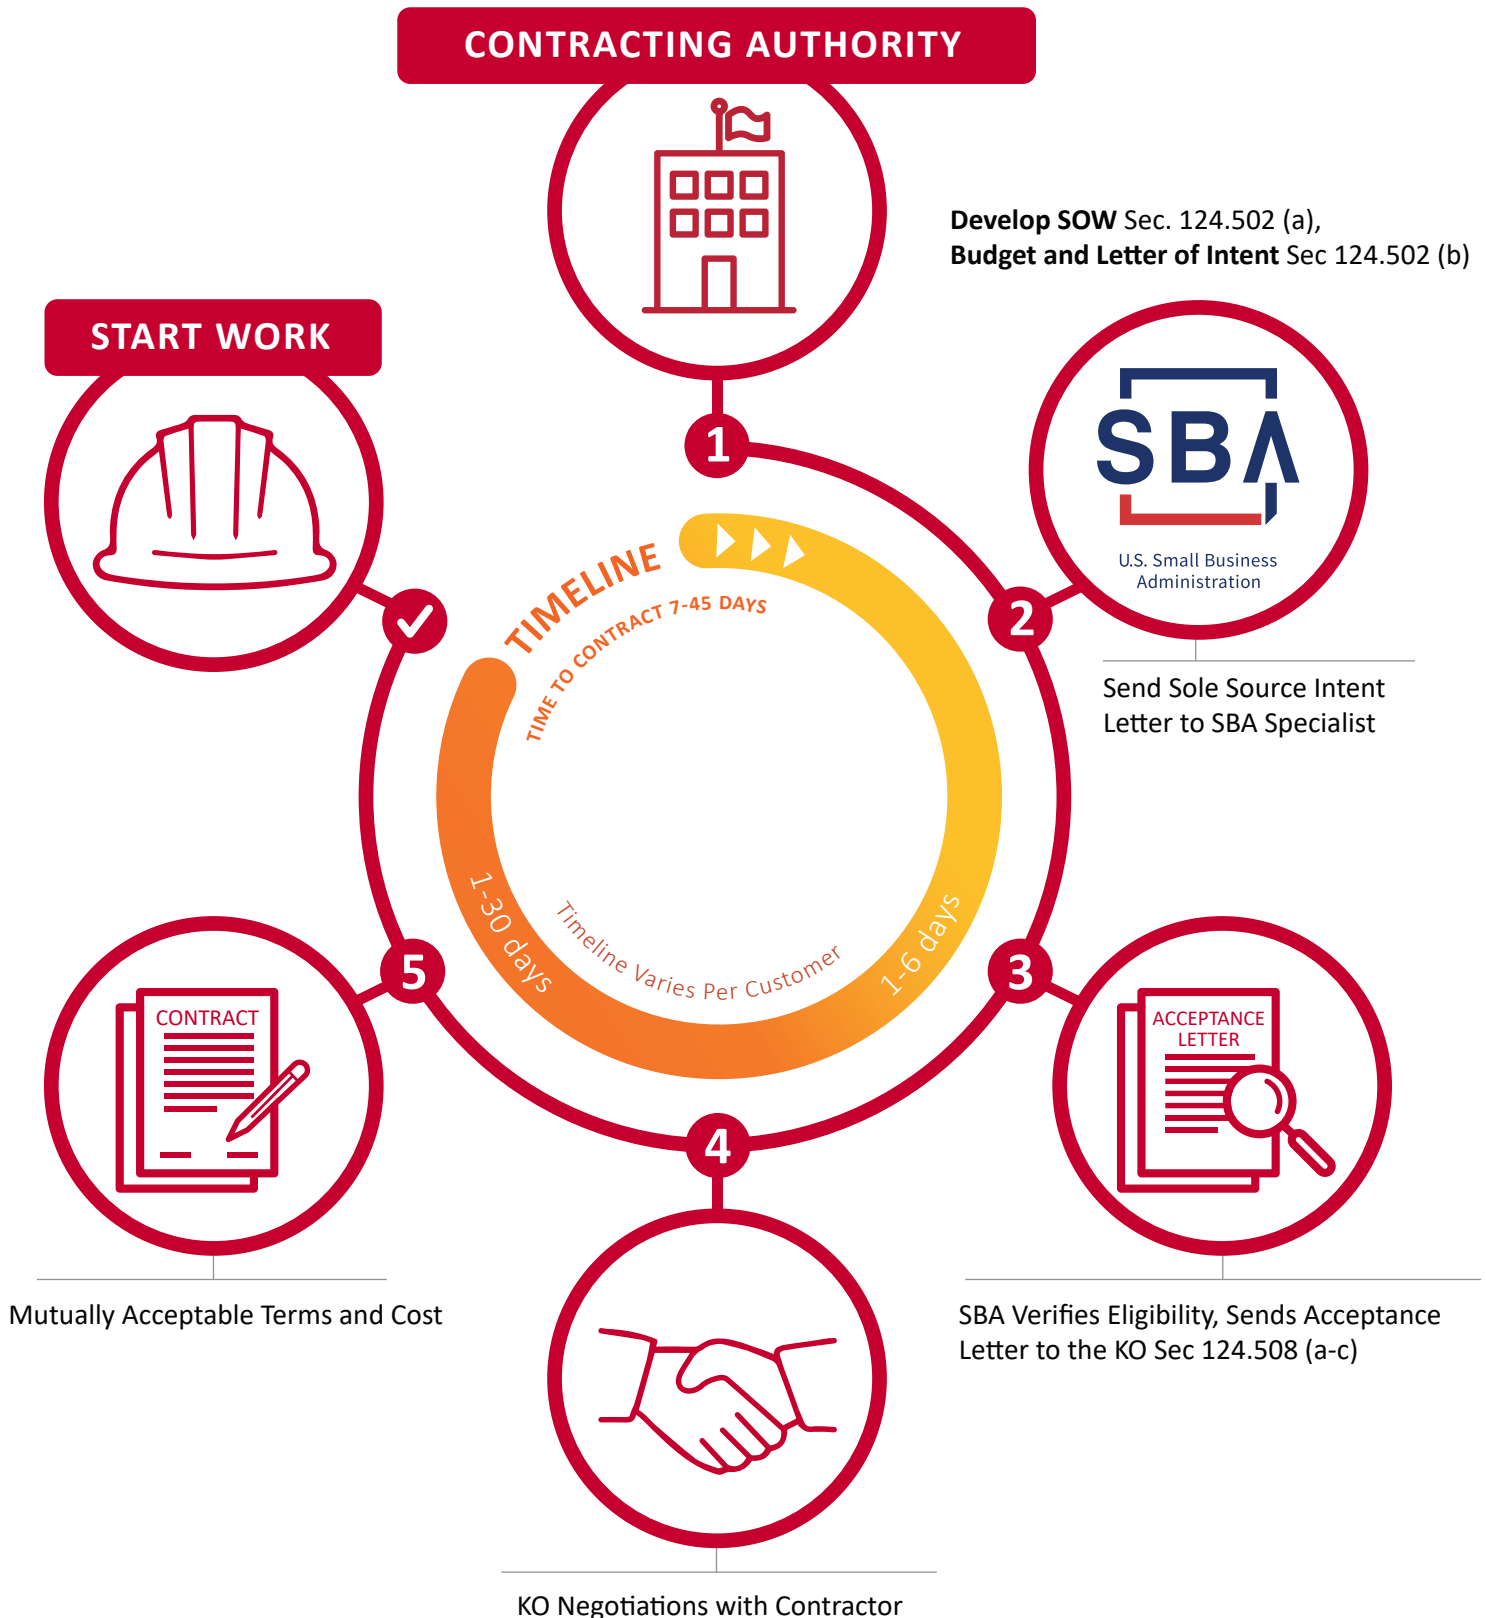 CONTRACTING AUTHORITY
1
Develop SOW Sec. 124.502 (a),
Budget and Letter of Intent Sec 124.502 (b)
SBA
U.S. Small Business
Administration
2
Send Sole Source Intent
Letter to SBA Specialist
3
ACCEPTANCE
LETTER
SBA Verifies Eligibility, Sends Acceptance
Letter to the KO Sec 124.508 (a-c)
4
KO Negotiations with Contractor
5
CONTRACT
Mutually Acceptable Terms and Cost
START WORK
TIMELINE
TIME TO CONTRACT 7-45 DAYS
1-6 days
1-30 days
Timeline Varies Per Customer